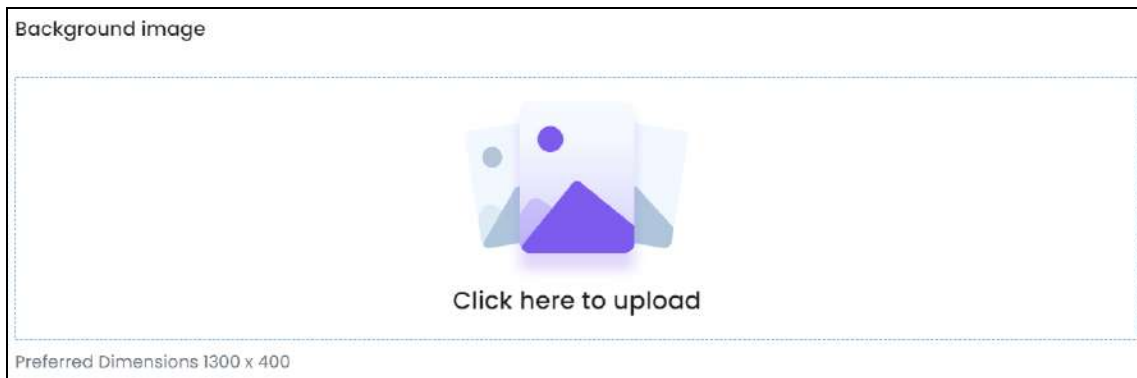 Background image
Click here to upload
Preferred Dimensions 1300 x 400